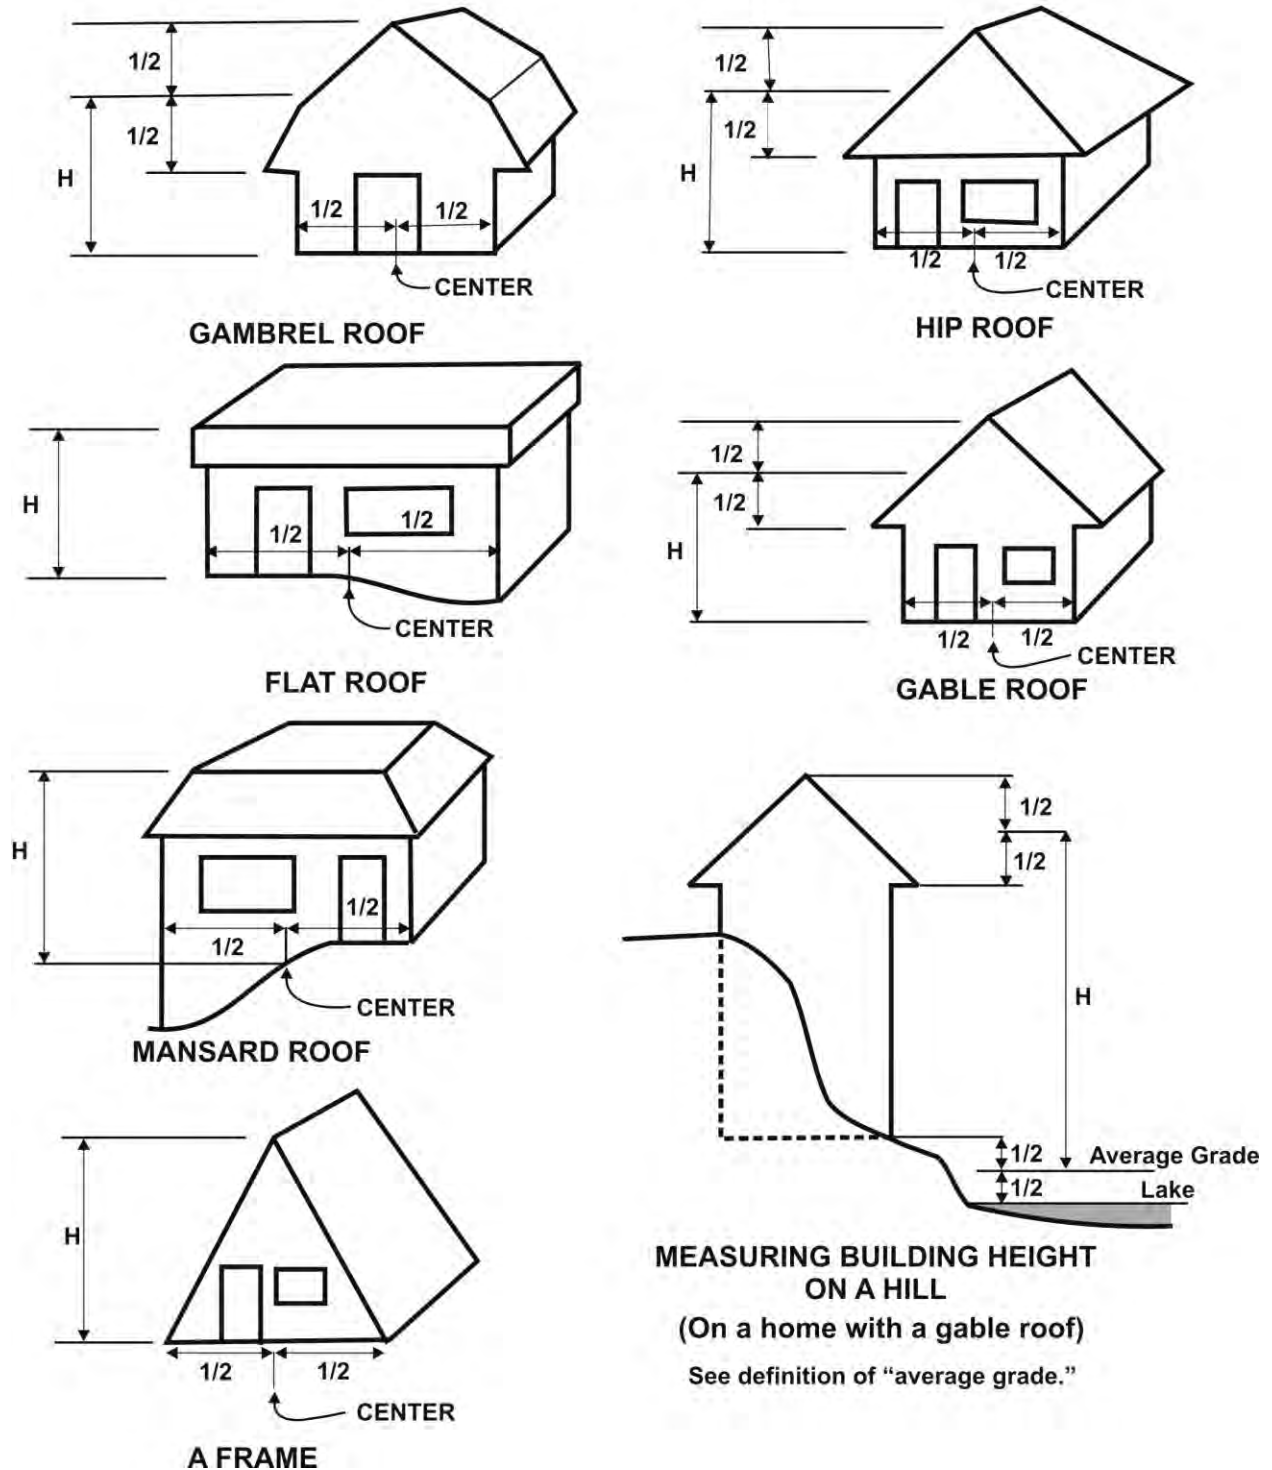 1/2
1/2
H
1/2
1/2
CENTER
GAMBREL ROOF
1/2
1/2
H
1/2
1/2
CENTER
HIP ROOF
H
1/2
1/2
CENTER
FLAT ROOF
1/2
1/2
H
1/2
1/2
CENTER
GABLE ROOF
H
1/2
1/2
CENTER
MANSARD ROOF
H
1/2
1/2
CENTER
A FRAME
1/2
1/2
H
1/2
Average Grade
1/2
Lake
MEASURING BUILDING HEIGHT
ON A HILL
(On a home with a gable roof)
See definition of “average grade.”